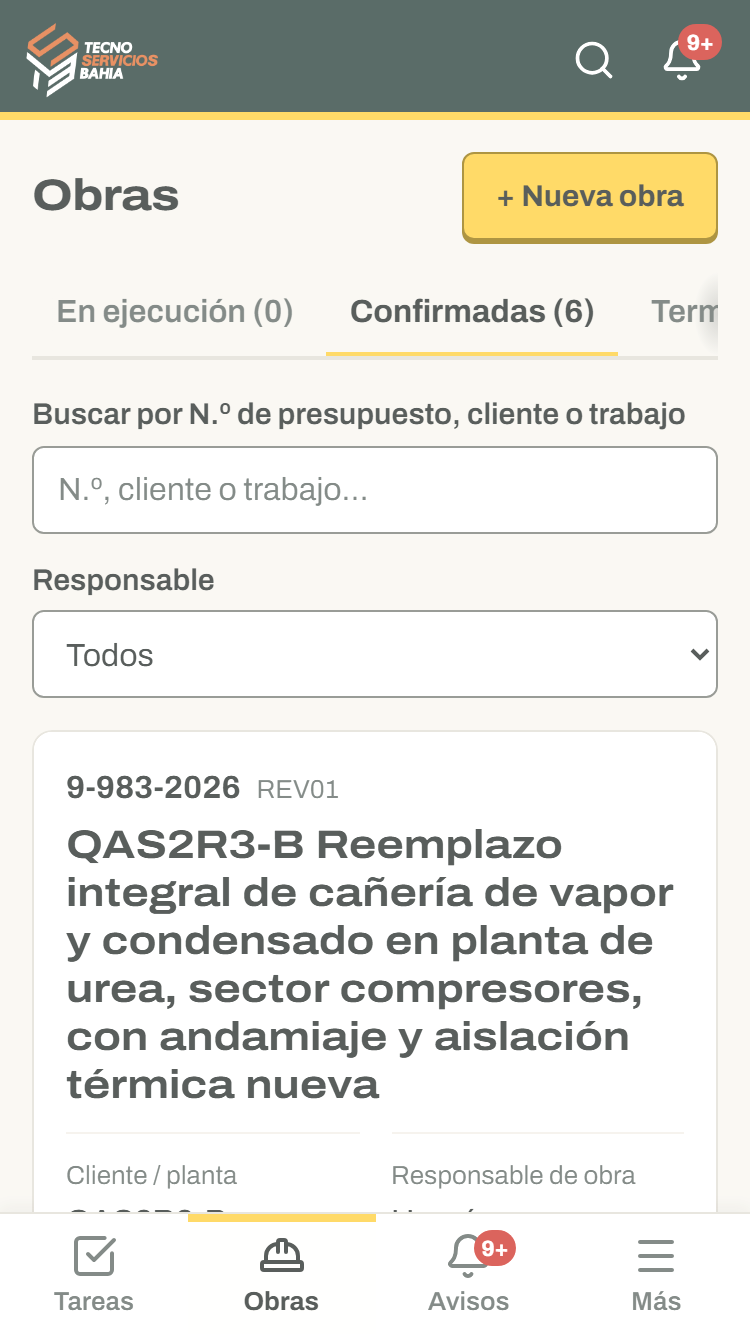 TECNO
SERVICIOS
BAHIA
9+
Obras
+ Nueva obra
En ejecución (0)
Confirmadas (6)
Term
Buscar por N.º de presupuesto, cliente o trabajo
N.º, cliente o trabajo...
Responsable
Todos
9-983-2026 REV01
QAS2R3-B Reemplazo
integral de cañería de vapor
y condensado en planta de
urea, sector compresores,
con andamiaje y aislación
térmica nueva
Cliente / planta
Responsable de obra
9+
Tareas
Obras
Avisos
Más